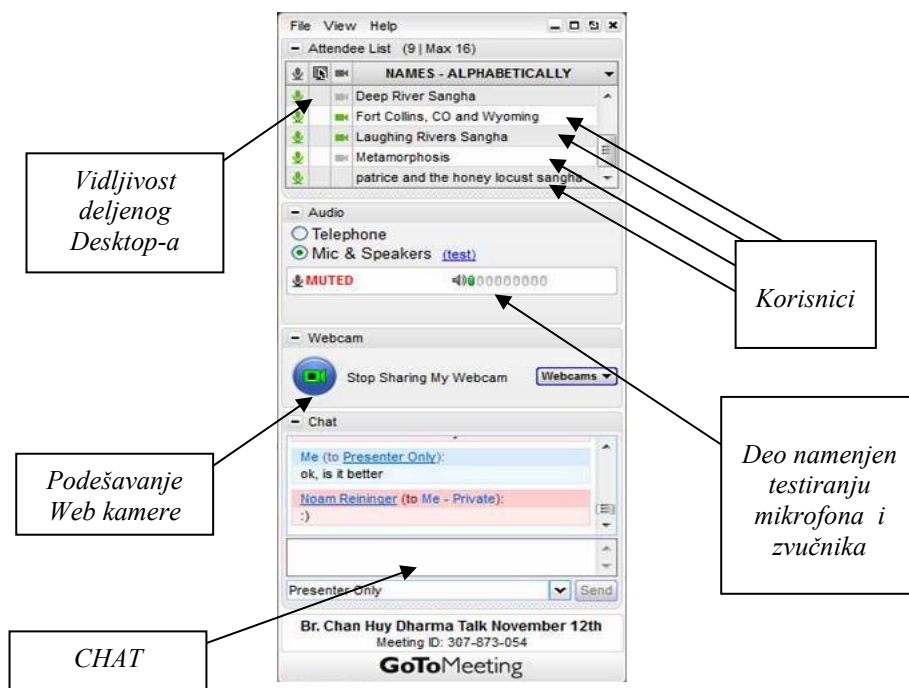 File View Help
Attendee List (9 | Max 16)
NAMES - ALPHABETICALLY
Deep River Sangha
Fort Collins, CO and Wyoming
Laughing Rivers Sangha
Metamorphosis
patrice and the honey locust sangha
Audio
Telephone
Mic & Speakers (test)
MUTED
Webcam
Stop Sharing My Webcam
Webcams
Chat
Me (to Presenter Only):
ok, is it better
Noam Reininger (to Me - Private):
:)
Presenter Only
Send
Br. Chan Huy Dharma Talk November 12th
Meeting ID: 307-873-054
GoToMeeting
Vidljivost
deljenog
Desktop-a
Korisnici
Podešavanje
Web kamere
Deo namenjen
testiranju
mikrofona i
zvučnika
CHAT